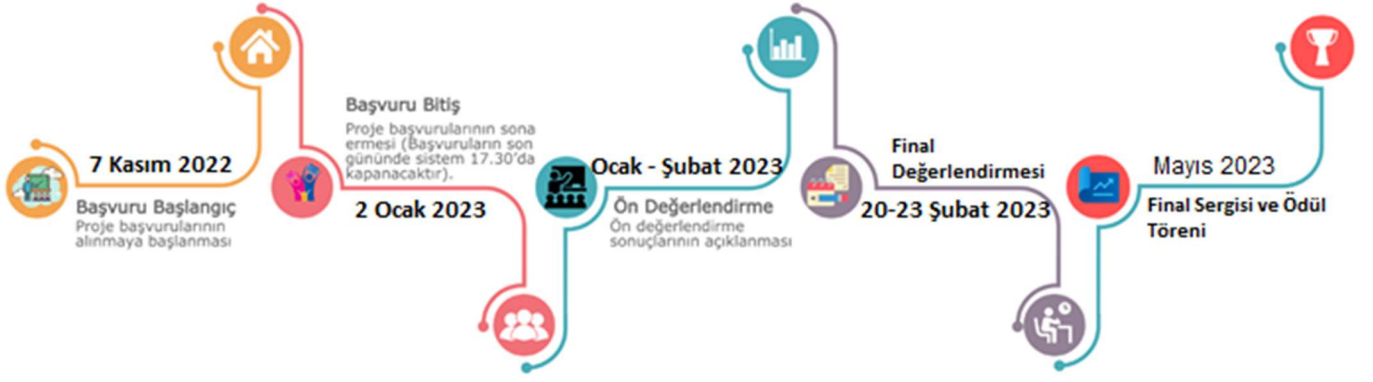 7 Kasım 2022
Başvuru Başlangıç
Proje başvurularının
alınmaya başlanması
Başvuru Bitiş
Proje başvurularının sona
ermesi (Başvuruların son
gününde sistem 17.30’da
kapanacaktır).
2 Ocak 2023
Ocak - Şubat 2023
Ön Değerlendirme
Ön değerlendirme
sonuçlarının açıklanması
Final
Değerlendirmesi
20-23 Şubat 2023
Mayıs 2023
Final Sergisi ve Ödül
Töreni